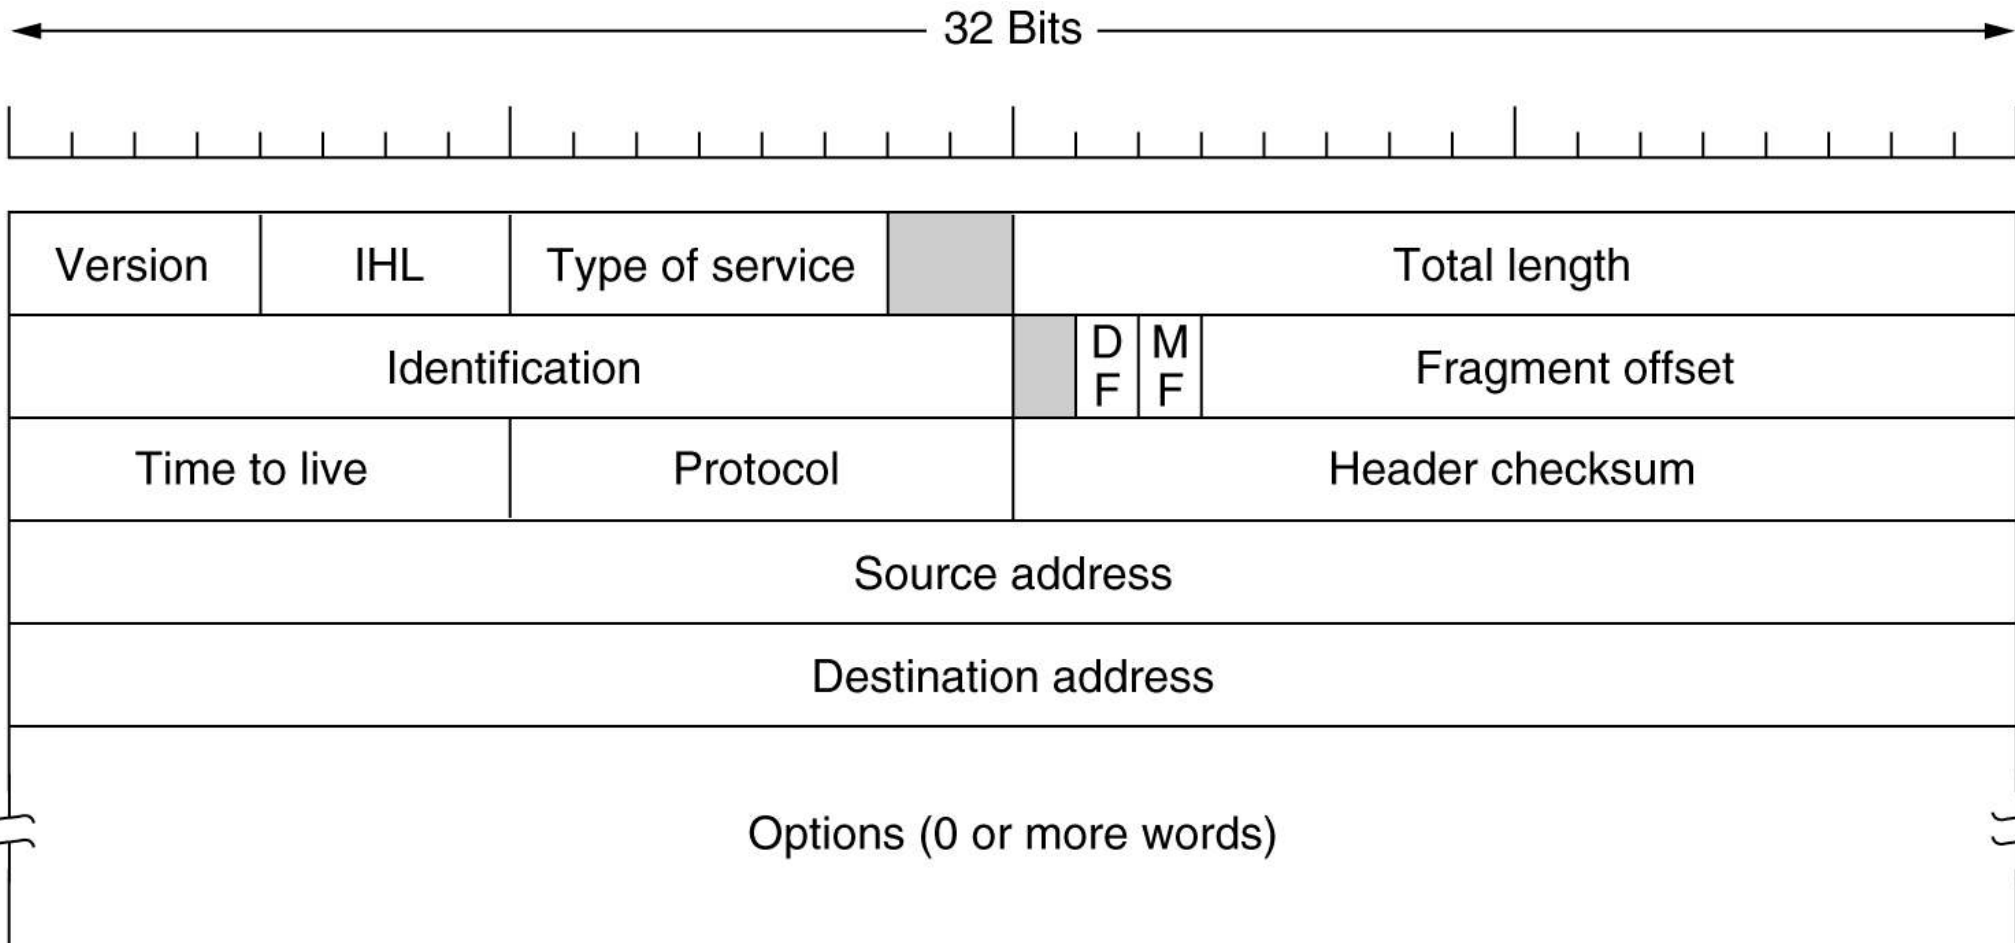 32 Bits
Version IHL Type of service Total length
Identification D F M F Fragment offset
Time to live Protocol Header checksum
Source address
Destination address
Options (0 or more words)